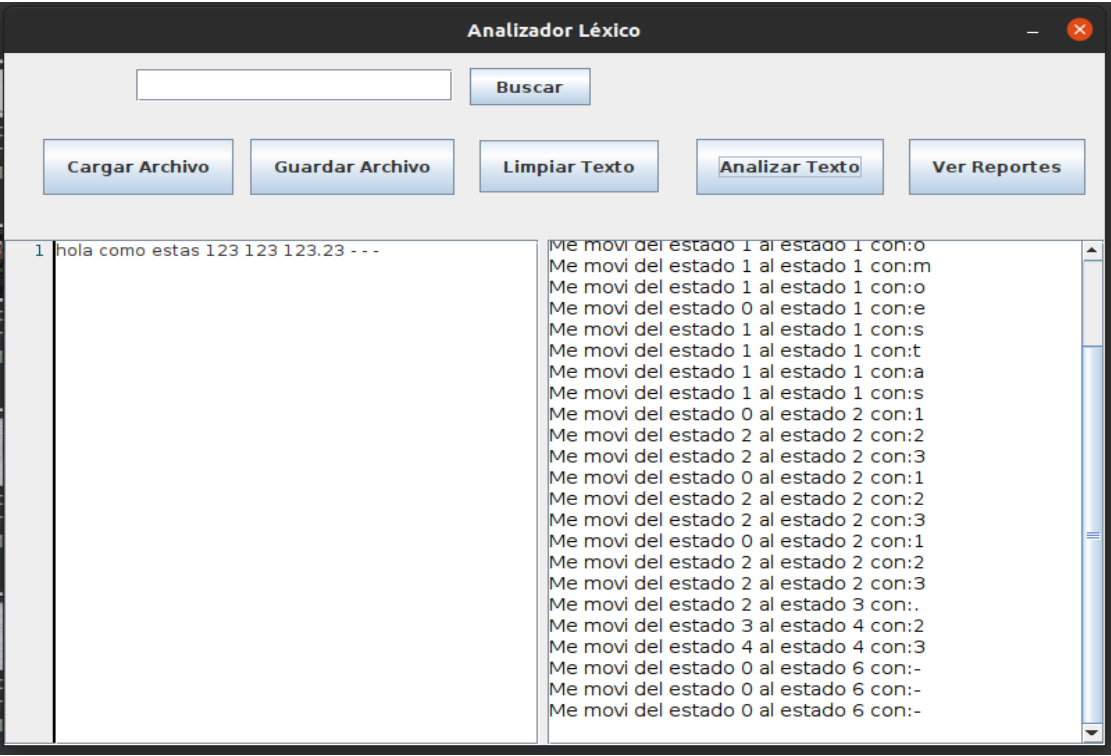 Analizador Léxico
Buscar
Cargar Archivo
Guardar Archivo
Limpiar Texto
Analizar Texto
Ver Reportes
1 hola como estas 123 123 123.23 - - -
Me movi del estado 1 al estado 1 con:o
Me movi del estado 1 al estado 1 con:m
Me movi del estado 1 al estado 1 con:o
Me movi del estado 0 al estado 1 con:e
Me movi del estado 1 al estado 1 con:s
Me movi del estado 1 al estado 1 con:t
Me movi del estado 1 al estado 1 con:a
Me movi del estado 1 al estado 1 con:s
Me movi del estado 0 al estado 2 con:1
Me movi del estado 2 al estado 2 con:2
Me movi del estado 2 al estado 2 con:3
Me movi del estado 0 al estado 2 con:1
Me movi del estado 2 al estado 2 con:2
Me movi del estado 2 al estado 2 con:3
Me movi del estado 0 al estado 2 con:1
Me movi del estado 2 al estado 2 con:2
Me movi del estado 2 al estado 2 con:3
Me movi del estado 2 al estado 3 con:.
Me movi del estado 3 al estado 4 con:2
Me movi del estado 4 al estado 4 con:3
Me movi del estado 0 al estado 6 con:-
Me movi del estado 0 al estado 6 con:-
Me movi del estado 0 al estado 6 con:-